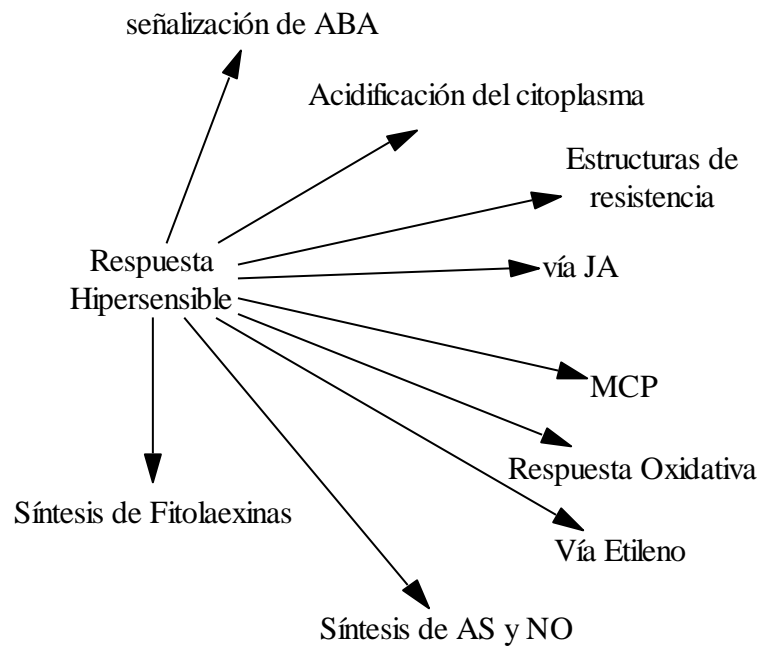 señalización de ABA
Acidificación del citoplasma
Estructuras de
resistencia
Respuesta
Hipersensible
vía JA
MCP
Respuesta Oxidativa
Síntesis de Fitolaexinas
Vía Etileno
Síntesis de AS y NO